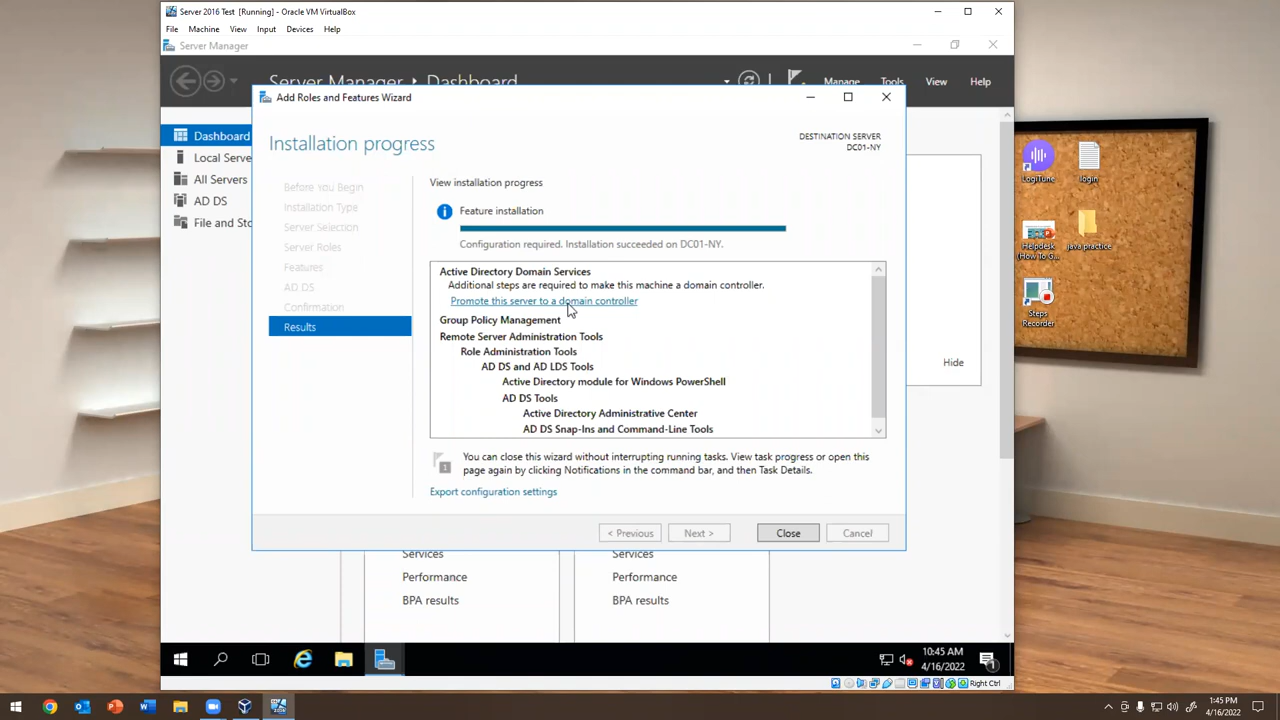 Server 2016 Test [Running] - Oracle VM VirtualBox
File Machine View Input Devices Help
Server Manager
Server Manager • Dashboard
Manage Tools View Help
Add Roles and Features Wizard
Installation progress
DESTINATION SERVER
DC01-NY
Dashboard
Local Serve
All Servers
AD DS
File and Sto
Before You Begin
Installation Type
Server Selection
Server Roles
Features
AD DS
Confirmation
Results
View installation progress
Feature installation
Configuration required. Installation succeeded on DC01-NY.
Active Directory Domain Services
Additional steps are required to make this machine a domain controller.
Promote this server to a domain controller
Group Policy Management
Remote Server Administration Tools
Role Administration Tools
AD DS and AD LDS Tools
Active Directory module for Windows PowerShell
AD DS Tools
Active Directory Administrative Center
AD DS Snap-Ins and Command-Line Tools
1
You can close this wizard without interrupting running tasks. View task progress or open this
page again by clicking Notifications in the command bar, and then Task Details.
Export configuration settings
< Previous Next > Close Cancel
Hide
Services
Performance
BPA results
Services
Performance
BPA results
10:45 AM
4/16/2022
1
Right Ctrl
LogiTune
login
Helpdesk
(How To G...
java practice
Steps
Recorder
1:45 PM
4/16/2022